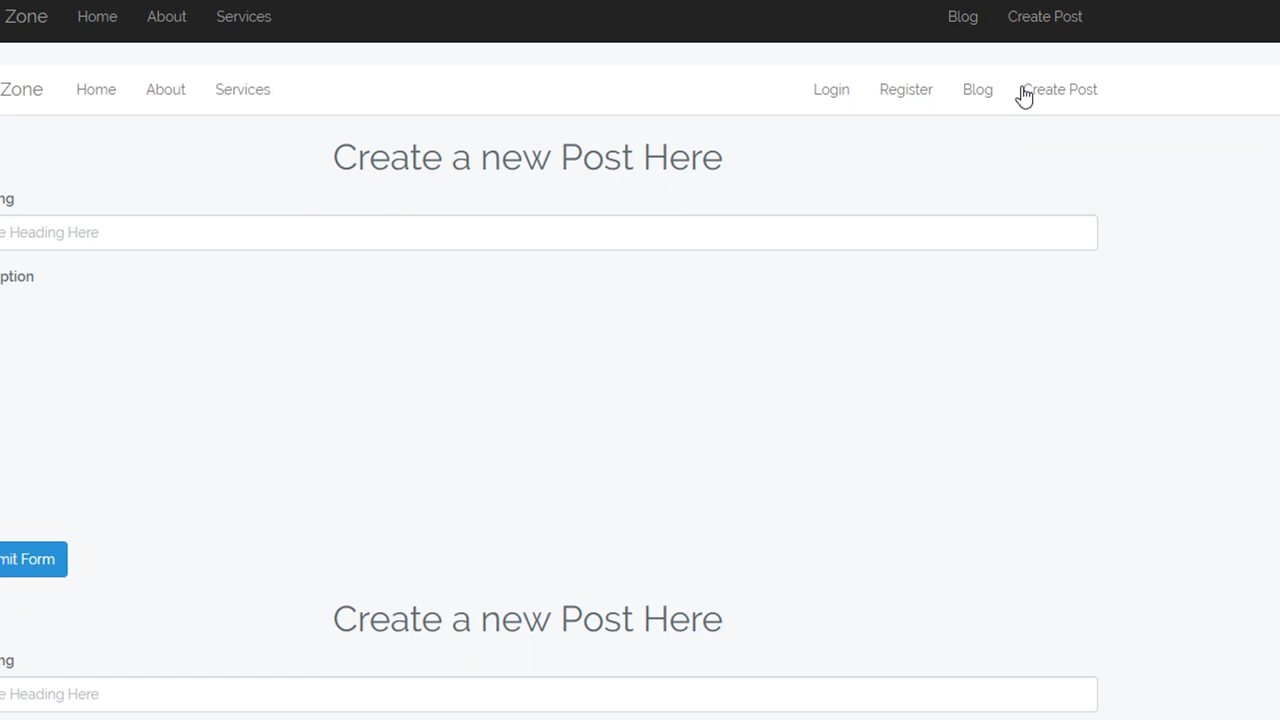 Zone Home About Services Blog Create Post
Zone Home About Services Login Register Blog Create Post
Create a new Post Here
ng
e Heading Here
ption
mit Form
Create a new Post Here
ng
e Heading Here